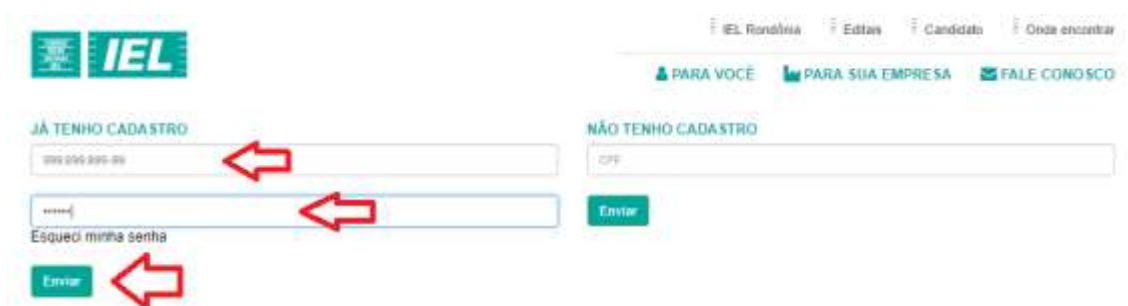 IEL
IEL Rondônia Editais Candidato Onde encontrar
PARA VOCÊ PARA SUA EMPRESA FALE CONOSCO
JÁ TENHO CADASTRO
999.999.999-99
••••••
Esqueci minha senha
Enviar
NÃO TENHO CADASTRO
CPF
Enviar